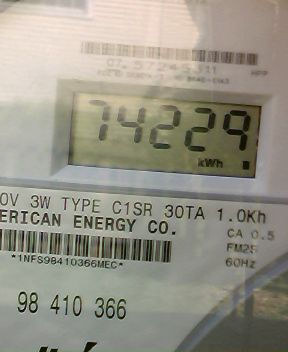 74229
kWh
0V 3W TYPE C1SR 30TA 1.0Kh
ERICAN ENERGY CO.
CA 0.5
*1NFS98410366MEC*
FM2S
60Hz
98 410 366